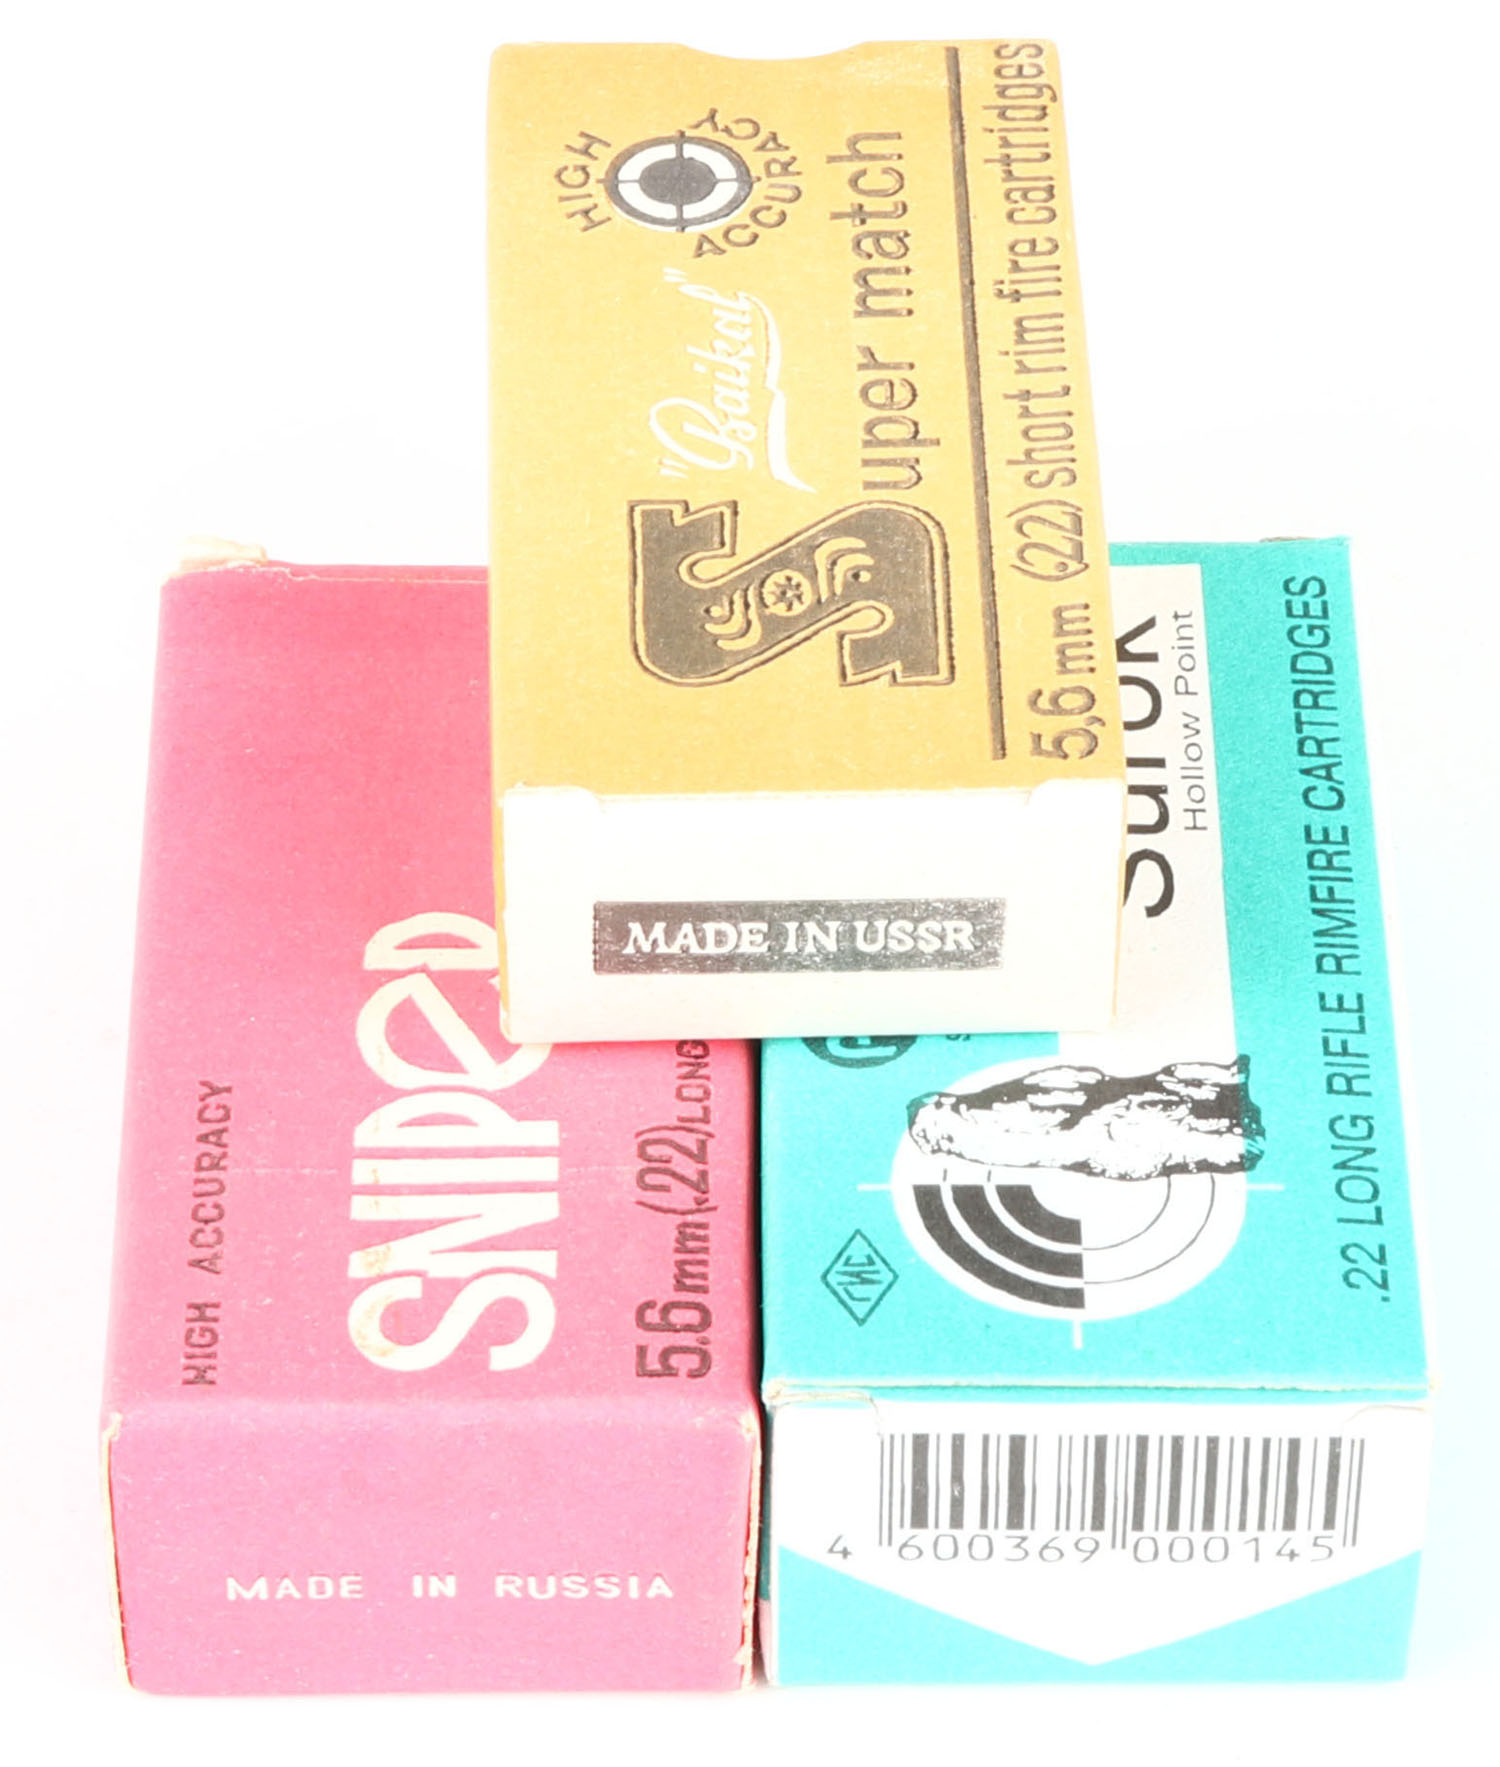 HIGH ACCURACY
"Baikal"
Super match
5,6 mm (.22) short rim fire cartridges
MADE IN USSR
HIGH ACCURACY
5.6mm(.22)LONG
MADE IN RUSSIA
Surok
Hollow Point
.22 LONG RIFLE RIMFIRE CARTRIDGES
4 600369 000145